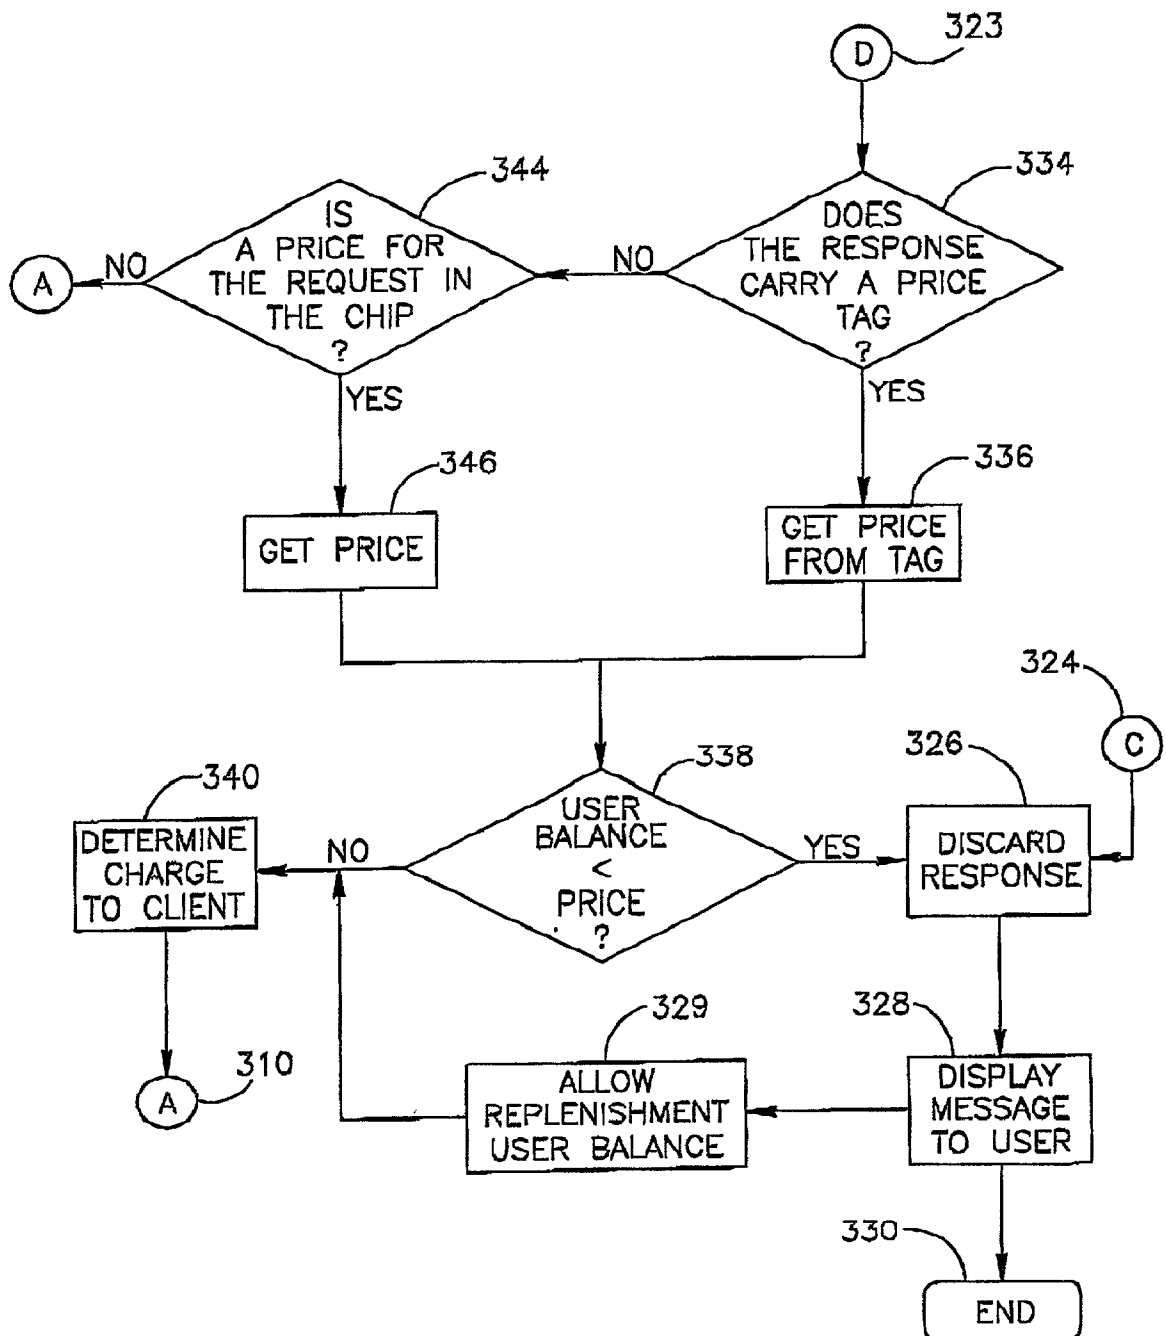 323
D
344
334
IS
A PRICE FOR
THE REQUEST IN
THE CHIP
?
DOES
THE RESPONSE
CARRY A PRICE
TAG
?
NO
NO
A
YES
YES
346
336
GET PRICE
GET PRICE
FROM TAG
324
C
340
338
326
DETERMINE
CHARGE
TO CLIENT
NO
USER
BALANCE
<
PRICE
?
YES
DISCARD
RESPONSE
329
328
310
A
ALLOW
REPLENISHMENT
USER BALANCE
DISPLAY
MESSAGE
TO USER
330
END